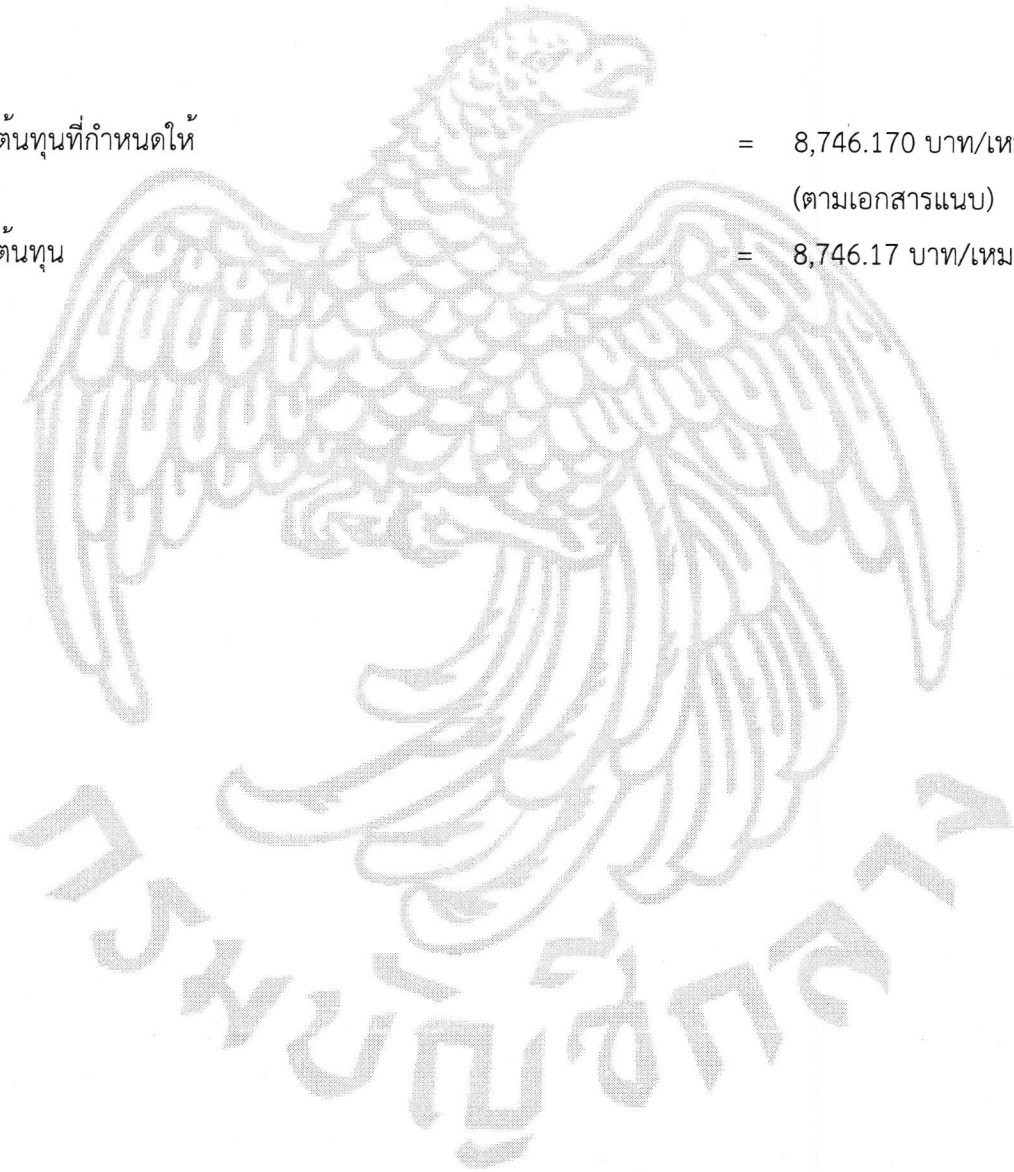 ต้นทุนที่กำหนดให้ = 8,746.170 บาท/เห
(ตามเอกสารแนบ)
ต้นทุน = 8,746.17 บาท/เหม
กรมบัญชีกลาง